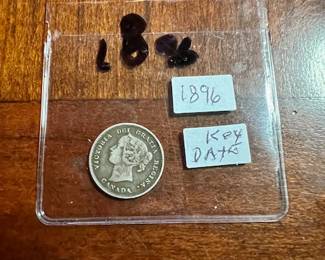 1896
1896
Key
Date
VICTORIA DEI GRATIA REGINA.
CANADA